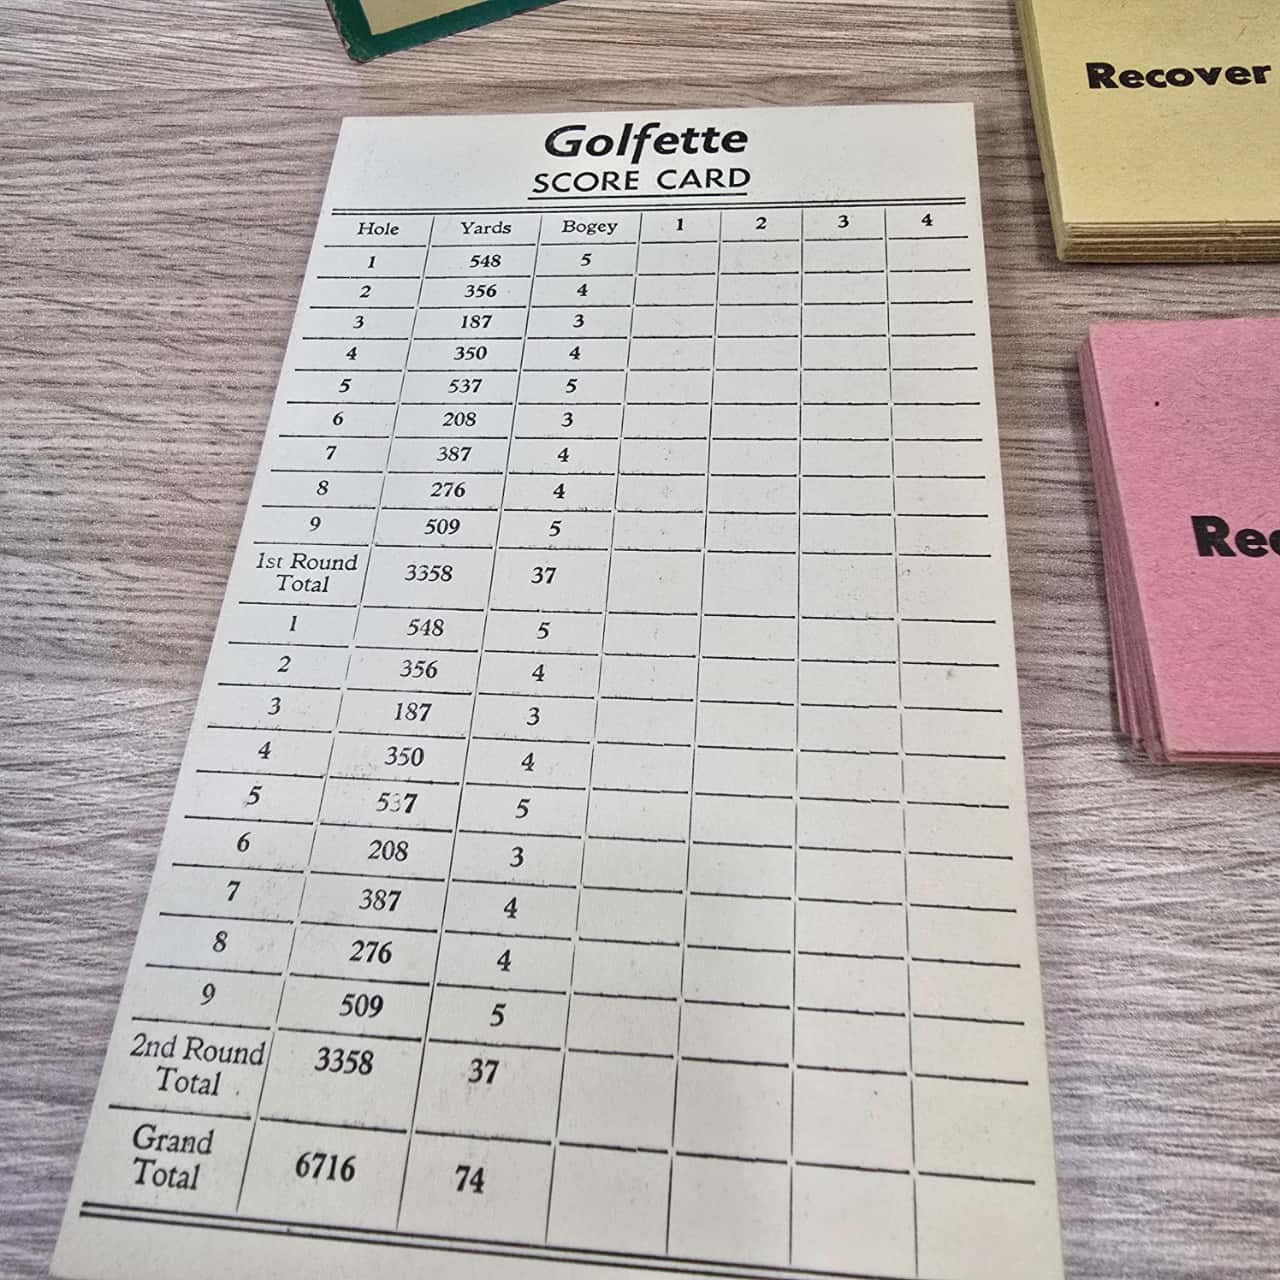 Golfette
SCORE CARD
Hole Yards Bogey 1 2 3 4
1 548 5
2 356 4
3 187 3
4 350 4
5 537 5
6 208 3
7 387 4
8 276 4
9 509 5
1st Round
Total 3358 37
1 548 5
2 356 4
3 187 3
4 350 4
5 537 5
6 208 3
7 387 4
8 276 4
9 509 5
2nd Round
Total 3358 37
Grand
Total 6716 74
Recover